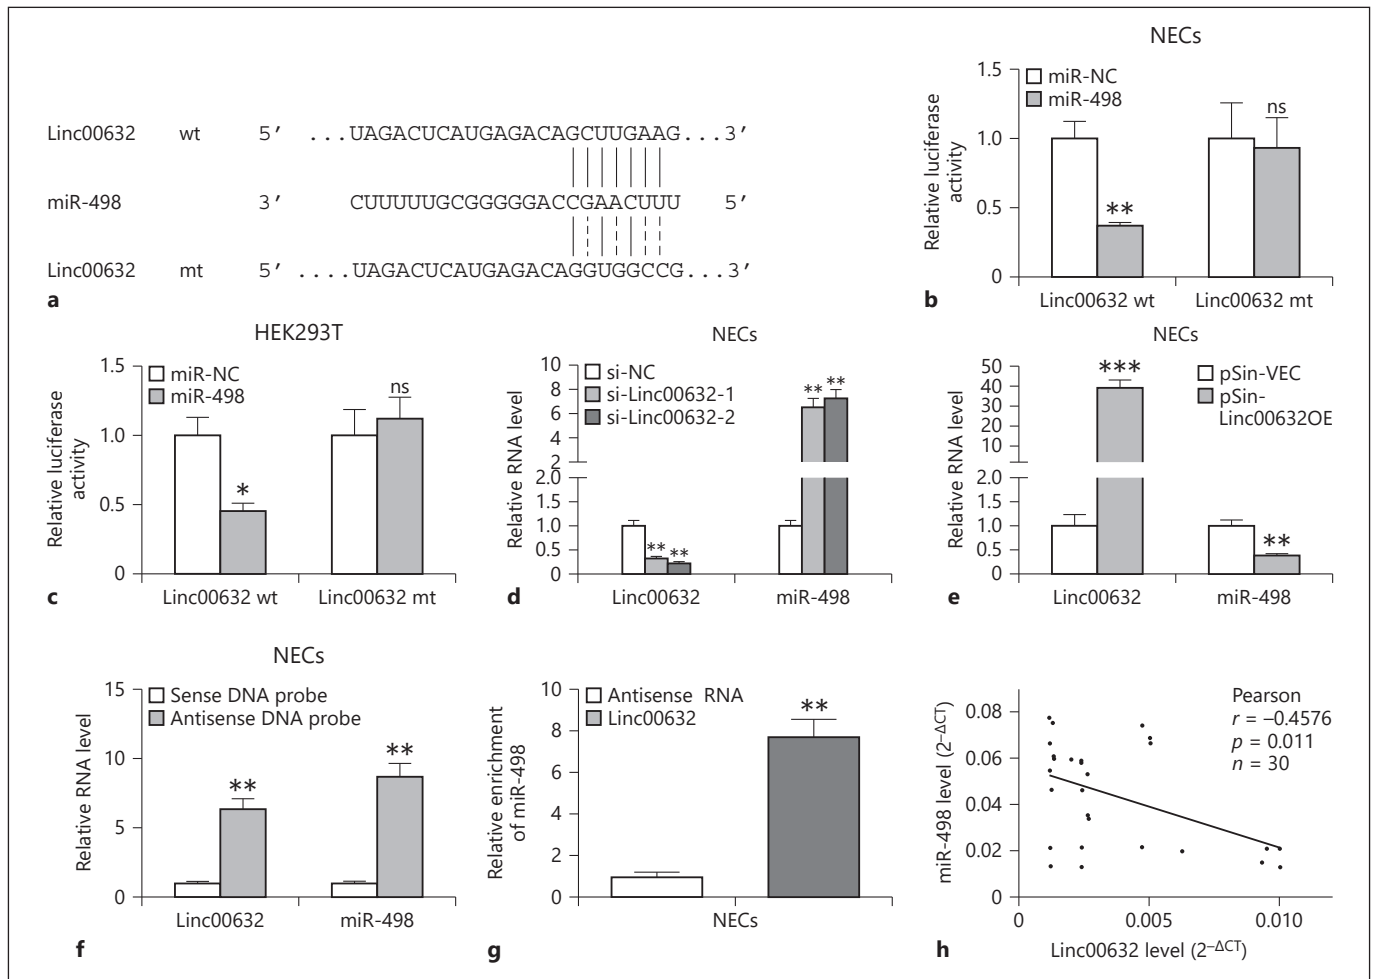 Linc00632 wt 5′ ...UAGACUCAUGAGACAGCUUGAAG...3′
miR-498 3′ CUUUUUGCGGGGGACCGAACUUU 5′
Linc00632 mt 5′ ....UAGACUCAUGAGACAGGUGGCCG...3′
a
NECs
miR-NC
miR-498
Relative luciferase
activity
1.5
1.0
0.5
0
**
ns
Linc00632 wt Linc00632 mt
b
HEK293T
miR-NC
miR-498
Relative luciferase
activity
1.5
1.0
0.5
0
*
ns
Linc00632 wt Linc00632 mt
c
NECs
si-NC
si-Linc00632-1
si-Linc00632-2
Relative RNA level
10
8
6
4
2
2.0
1.5
1.0
0.5
0
** **
** **
Linc00632 miR-498
d
NECs
pSin-VEC
pSin-
Linc00632OE
Relative RNA level
50
40
30
20
10
2.0
1.5
1.0
0.5
0
***
**
Linc00632 miR-498
e
NECs
Sense DNA probe
Antisense DNA probe
Relative RNA level
15
10
5
0
**
**
Linc00632 miR-498
f
Antisense RNA
Linc00632
Relative enrichment
of miR-498
10
8
6
4
2
0
**
NECs
g
Pearson
r = –0.4576
p = 0.011
n = 30
miR-498 level (2–ΔCT)
0.08
0.06
0.04
0.02
0
0 0.005 0.010
Linc00632 level (2–ΔCT)
h